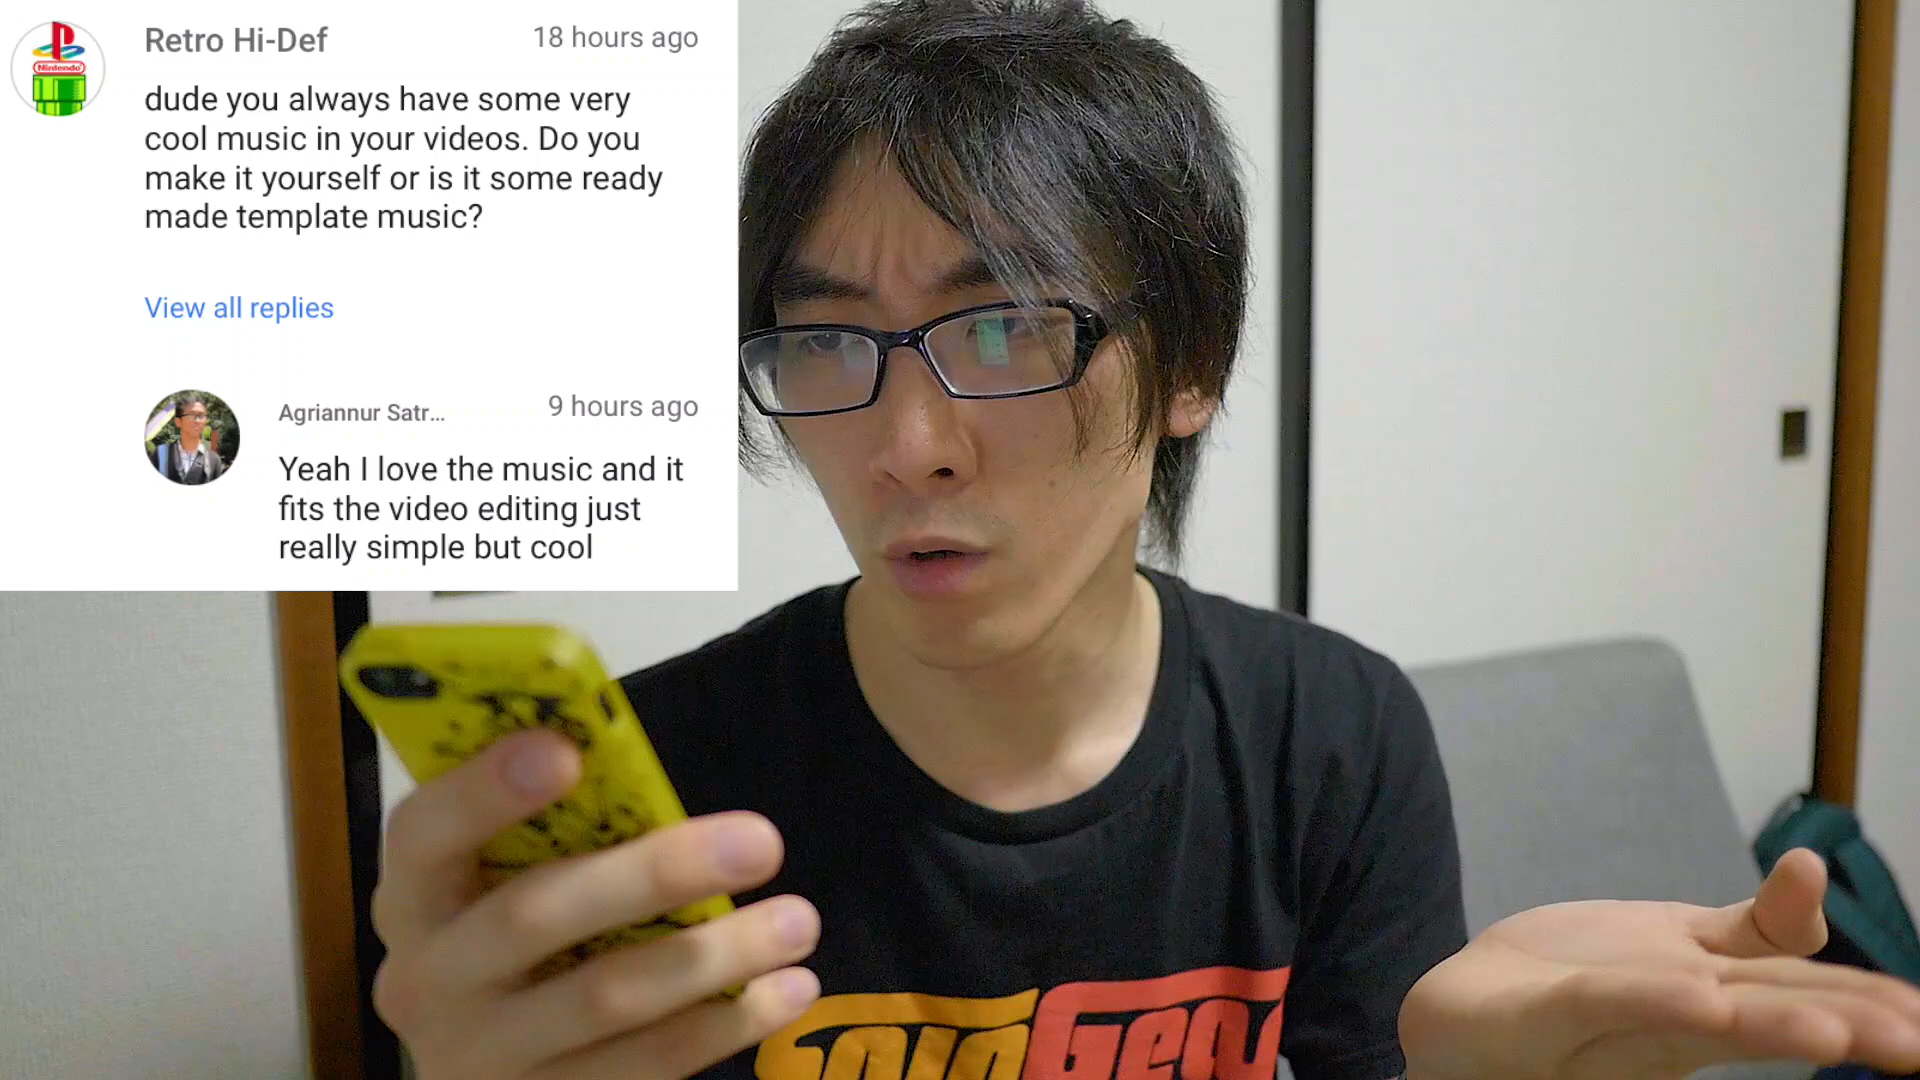 Nintendo
Retro Hi-Def
18 hours ago
dude you always have some very
cool music in your videos. Do you
make it yourself or is it some ready
made template music?
View all replies
Agriannur Satr...
9 hours ago
Yeah I love the music and it
fits the video editing just
really simple but cool